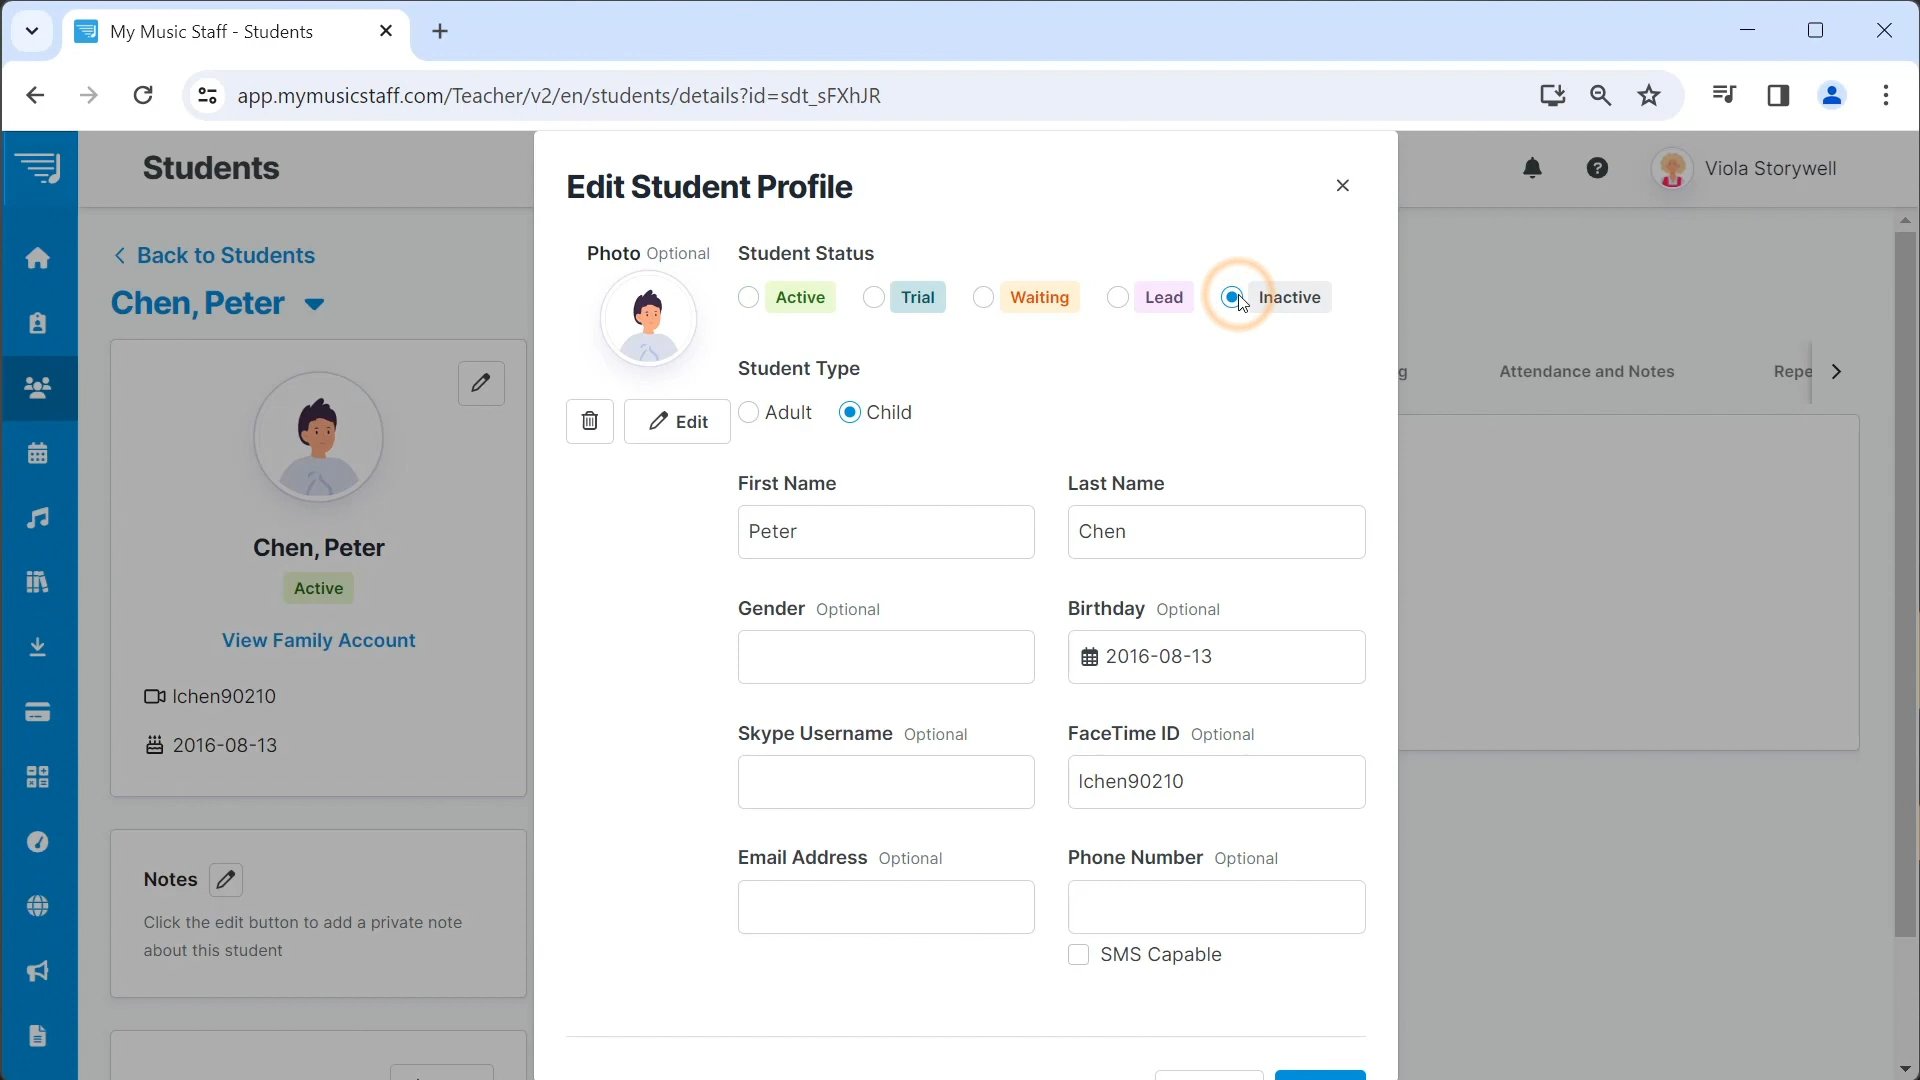 My Music Staff - Students
app.mymusicstaff.com/Teacher/v2/en/students/details?id=sdt_sFXhJR
Students
Viola Storywell
Back to Students
Chen, Peter
Chen, Peter
Active
View Family Account
lchen90210
2016-08-13
Notes
Click the edit button to add a private note
about this student
Edit Student Profile
Photo Optional
Student Status
Active
Trial
Waiting
Lead
Inactive
Student Type
Adult
Child
Edit
First Name
Last Name
Peter
Chen
Gender Optional
Birthday Optional
2016-08-13
Skype Username Optional
FaceTime ID Optional
lchen90210
Email Address Optional
Phone Number Optional
SMS Capable
g
Attendance and Notes
Repe